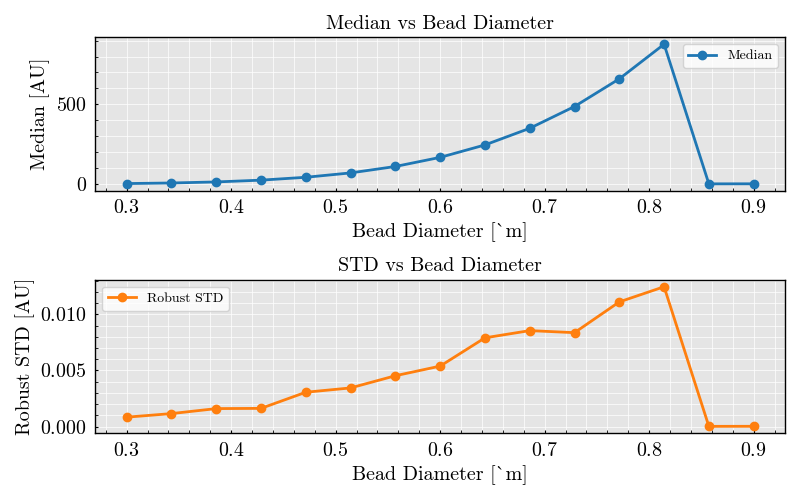 Median vs Bead Diameter
Median [AU]
500
0
Median
0.3 0.4 0.5 0.6 0.7 0.8 0.9
Bead Diameter [`m]
STD vs Bead Diameter
Robust STD [AU]
0.010
0.005
0.000
Robust STD
0.3 0.4 0.5 0.6 0.7 0.8 0.9
Bead Diameter [`m]